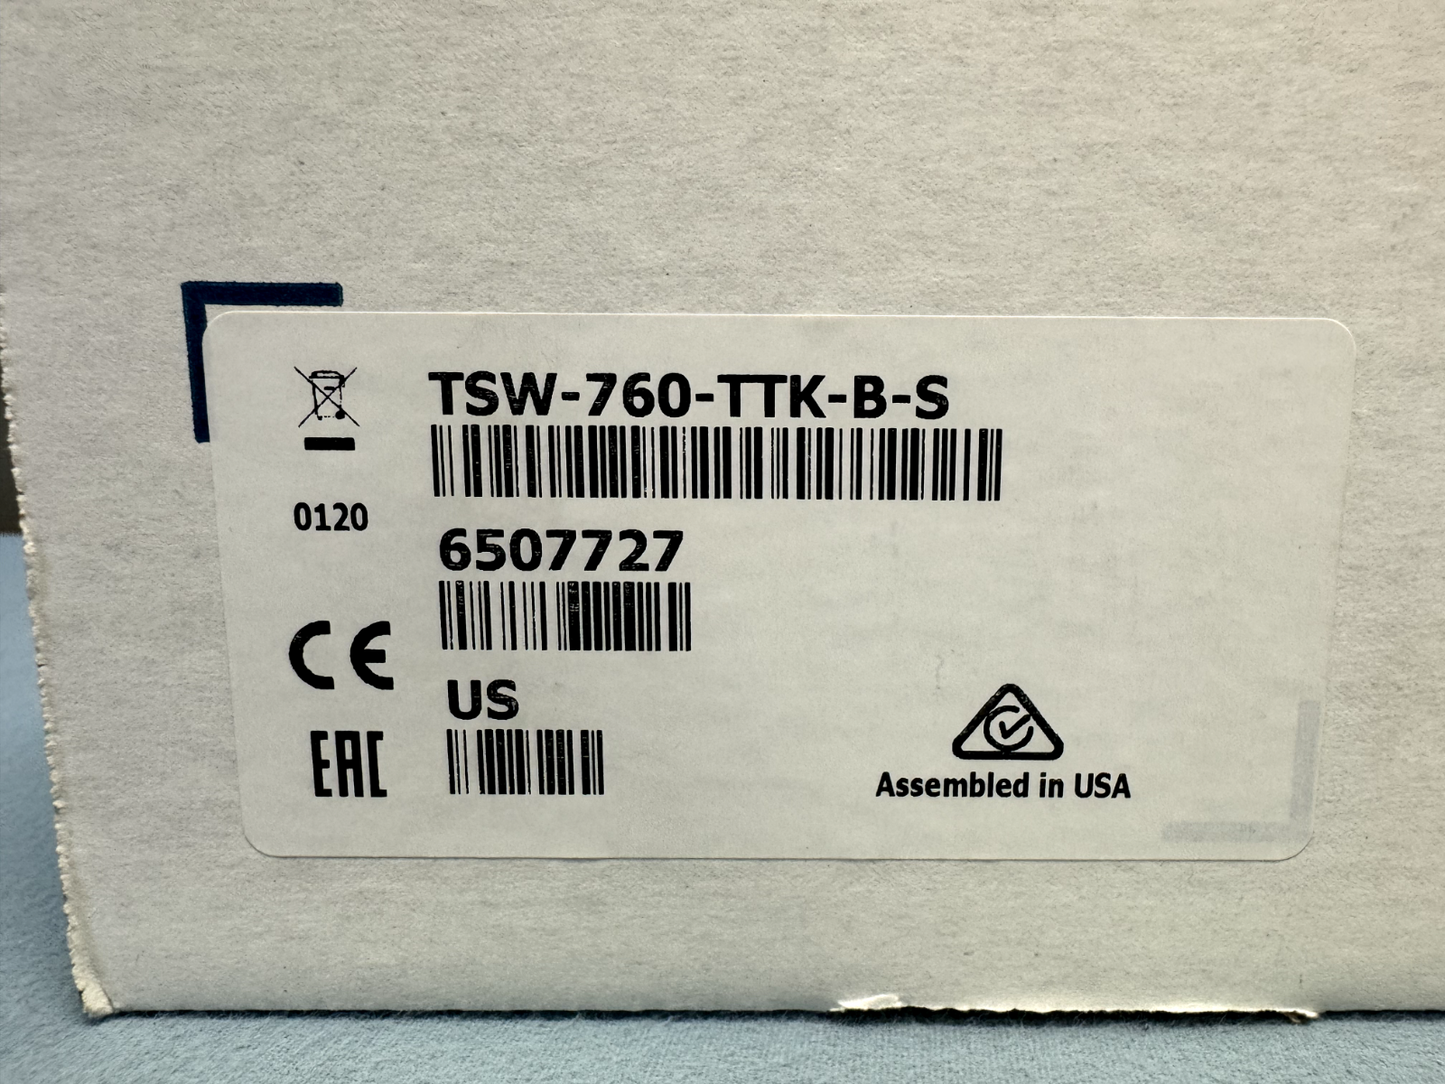 TSW-760-TTK-B-S
0120
6507727
CE
US
EAC
Assembled in USA